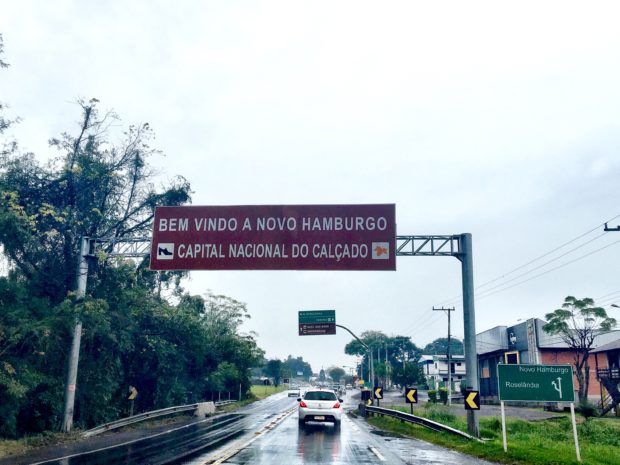 BEM VINDO A NOVO HAMBURGO
CAPITAL NACIONAL DO CALÇADO
Novo Hamburgo
Roselândia